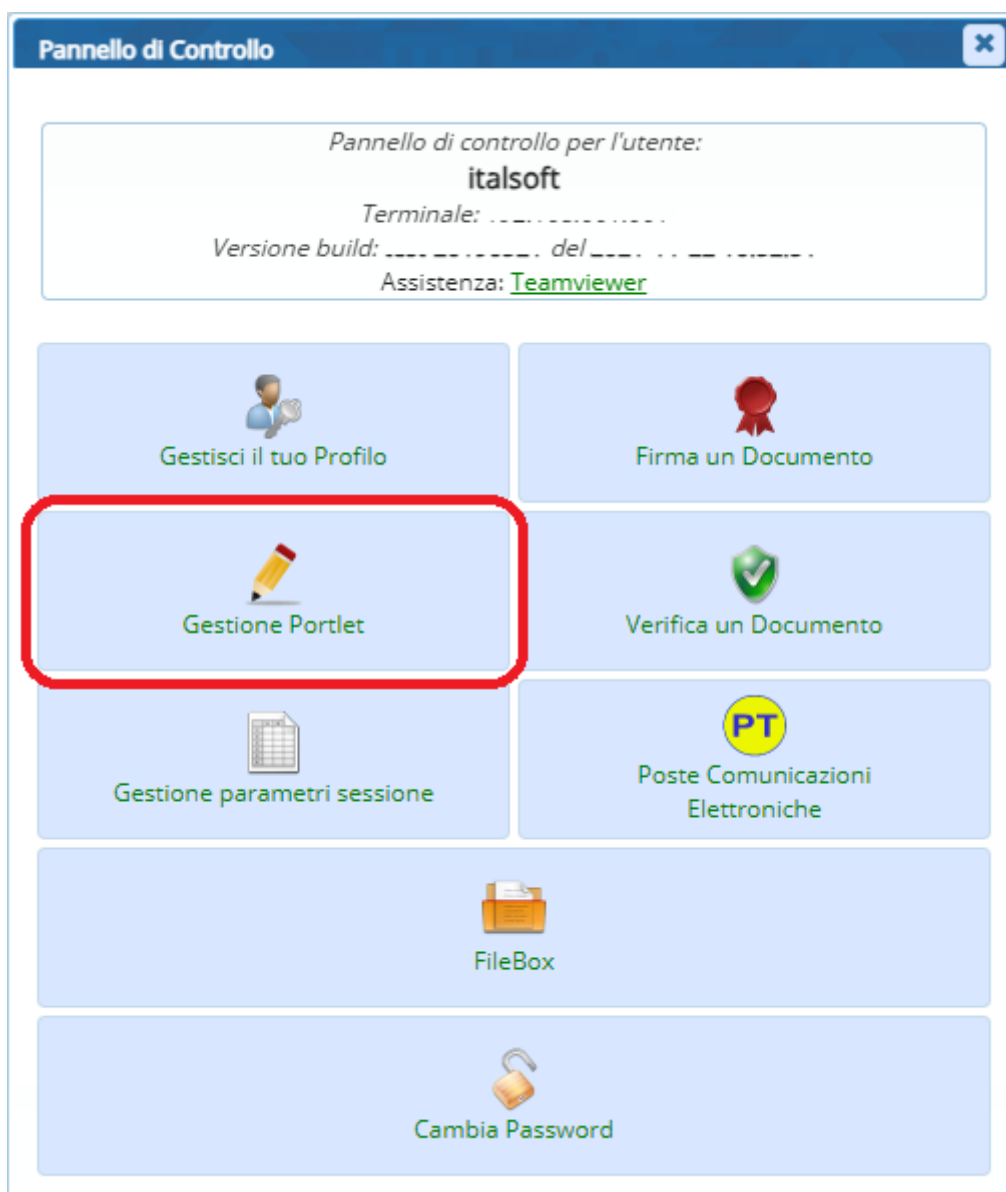 Pannello di Controllo
Pannello di controllo per l'utente:
italsoft
Terminale:
Versione build: del
Assistenza: Teamviewer
Gestisci il tuo Profilo
Firma un Documento
Gestione Portlet
Verifica un Documento
Gestione parametri sessione
PT
Poste Comunicazioni
Elettroniche
FileBox
Cambia Password